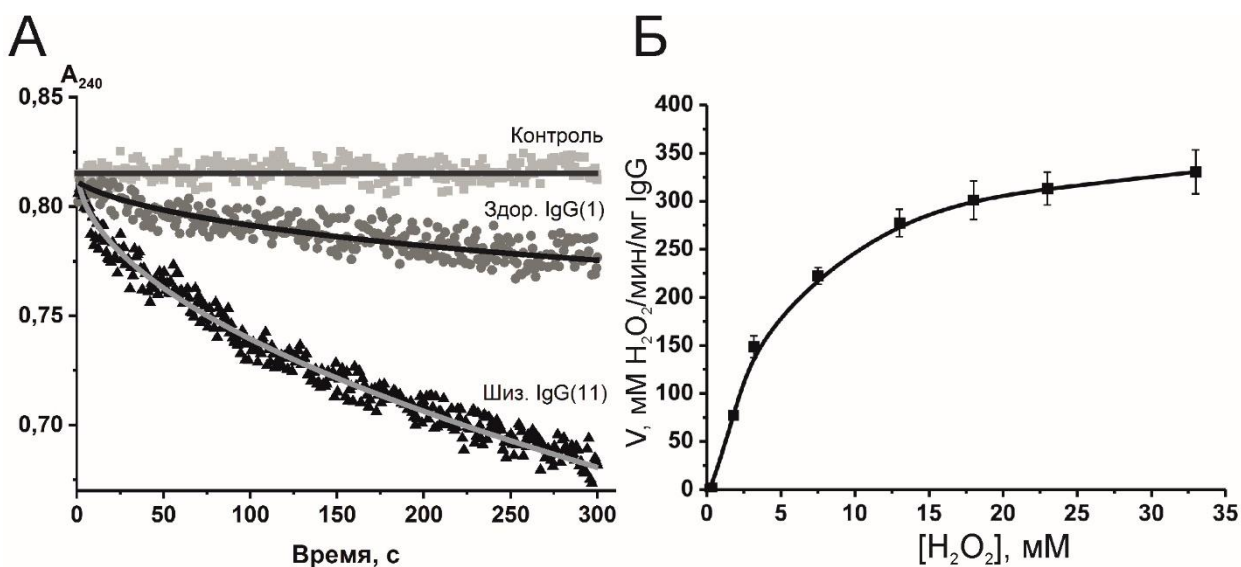 А
A240
0,85
0,80
0,75
0,70
Контроль
Здор. IgG(1)
Шиз. IgG(11)
0 50 100 150 200 250 300
Время, с
Б
V, мМ H2O2/мин/мг IgG
400
350
300
250
200
150
100
50
0
0 5 10 15 20 25 30 35
[H2O2], мМ